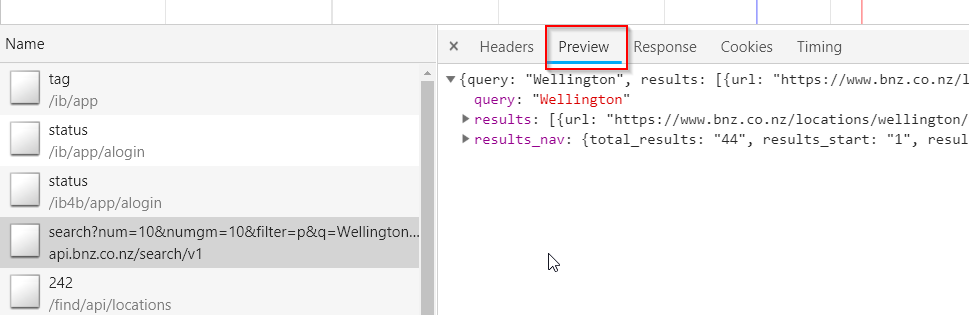 Name
tag
/ib/app
status
/ib/app/alogin
status
/ib4b/app/alogin
search?num=10&numgm=10&filter=p&q=Wellington...
api.bnz.co.nz/search/v1
242
/find/api/locations
× Headers Preview Response Cookies Timing
{query: "Wellington", results: [{url: "https://www.bnz.co.nz/l
query: "Wellington"
results: [{url: "https://www.bnz.co.nz/locations/wellington/
results_nav: {total_results: "44", results_start: "1", resul